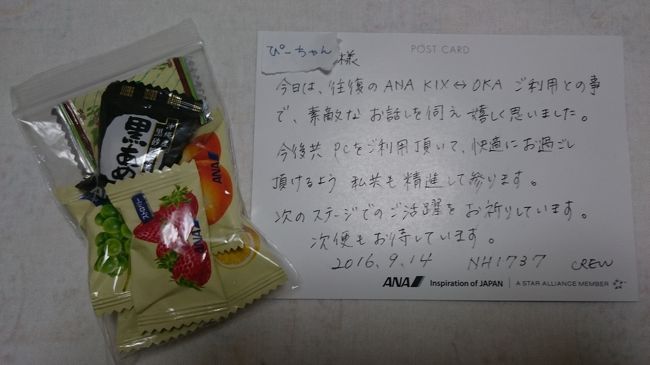 ぴーちゃん
様
POST CARD
今日は、往復のANA KIX⇔OKA ご利用との事
で、素敵な お話しを伺え 嬉しく思いました。
今後共 PCをご利用頂いて、快適にお過ごし
頂けるよう 私共も精進して参ります。
次のステージでのご活躍をお祈りしています。
次便もお待しています。
2016.9.14 NH1737 CREW
ANA Inspiration of JAPAN | A STAR ALLIANCE MEMBER
ANA
ANA